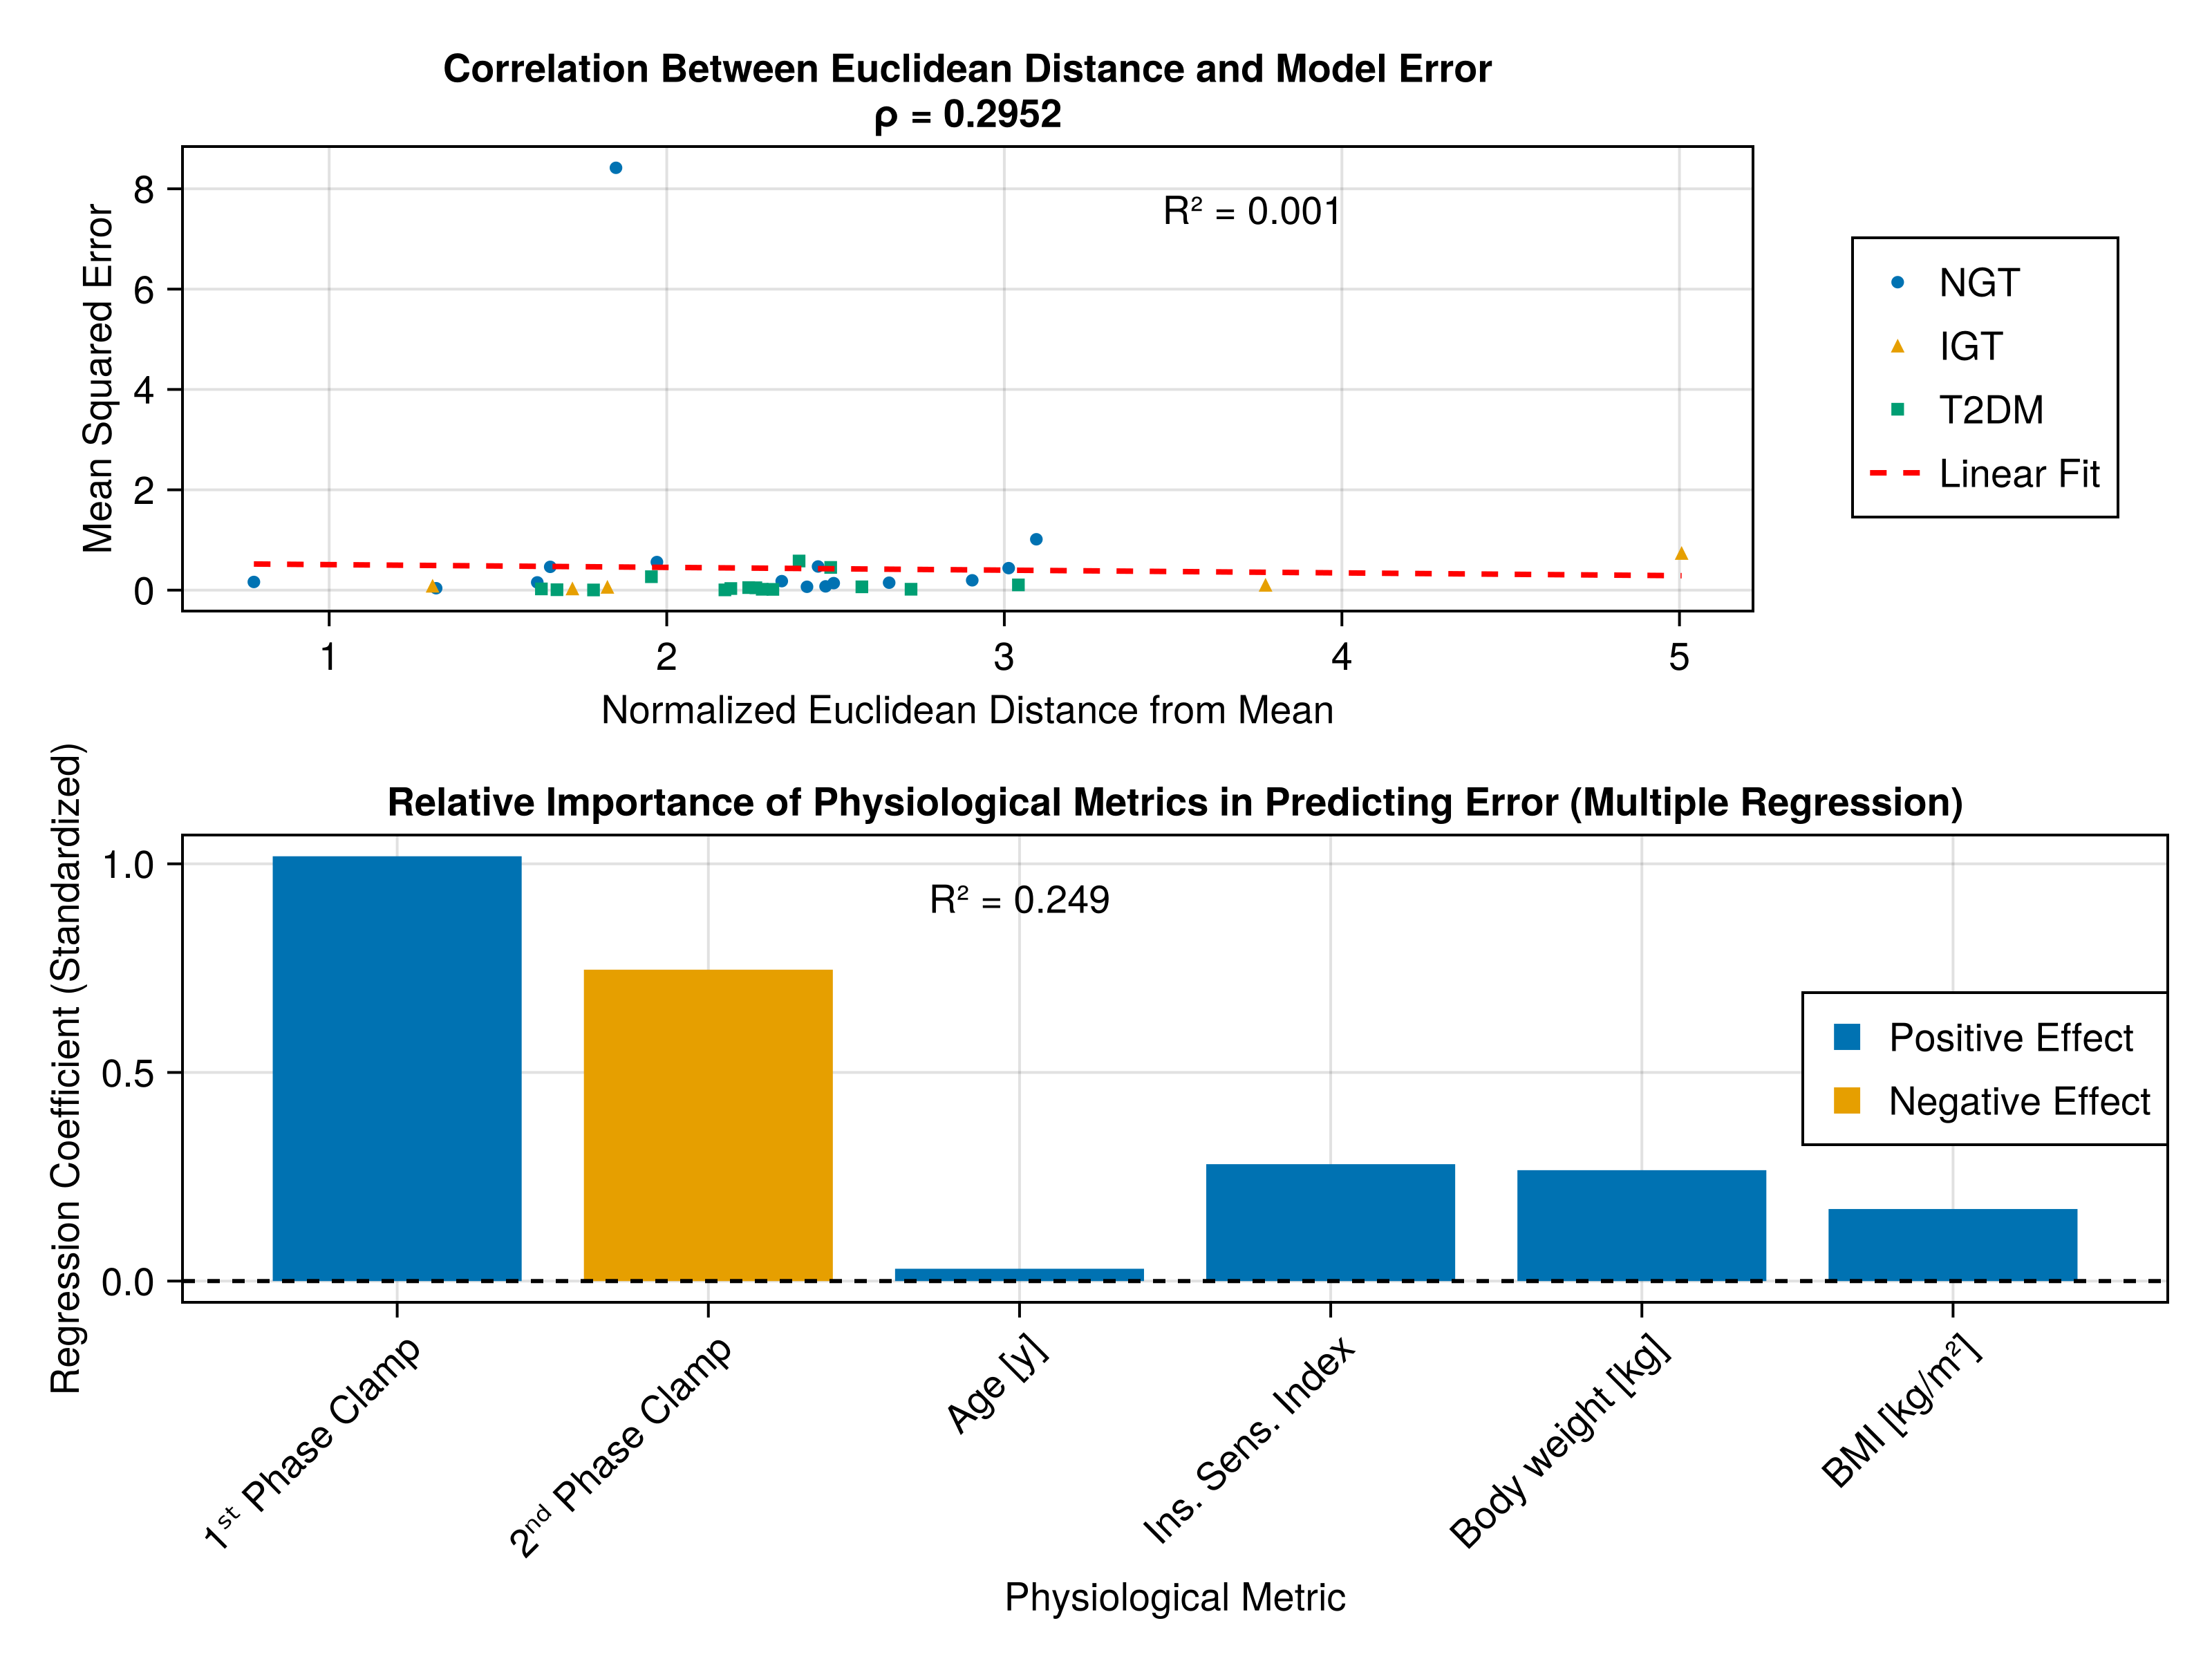 Correlation Between Euclidean Distance and Model Error
ρ = 0.2952
Mean Squared Error
8
6
4
2
0
R² = 0.001
1
2
3
4
5
Normalized Euclidean Distance from Mean
NGT
IGT
T2DM
Linear Fit
Relative Importance of Physiological Metrics in Predicting Error (Multiple Regression)
Regression Coefficient (Standardized)
1.0
0.5
0.0
R² = 0.249
Positive Effect
Negative Effect
1ˢᵗ Phase Clamp
2ⁿᵈ Phase Clamp
Age [y]
Ins. Sens. Index
Body weight [kg]
BMI [kg/m²]
Physiological Metric